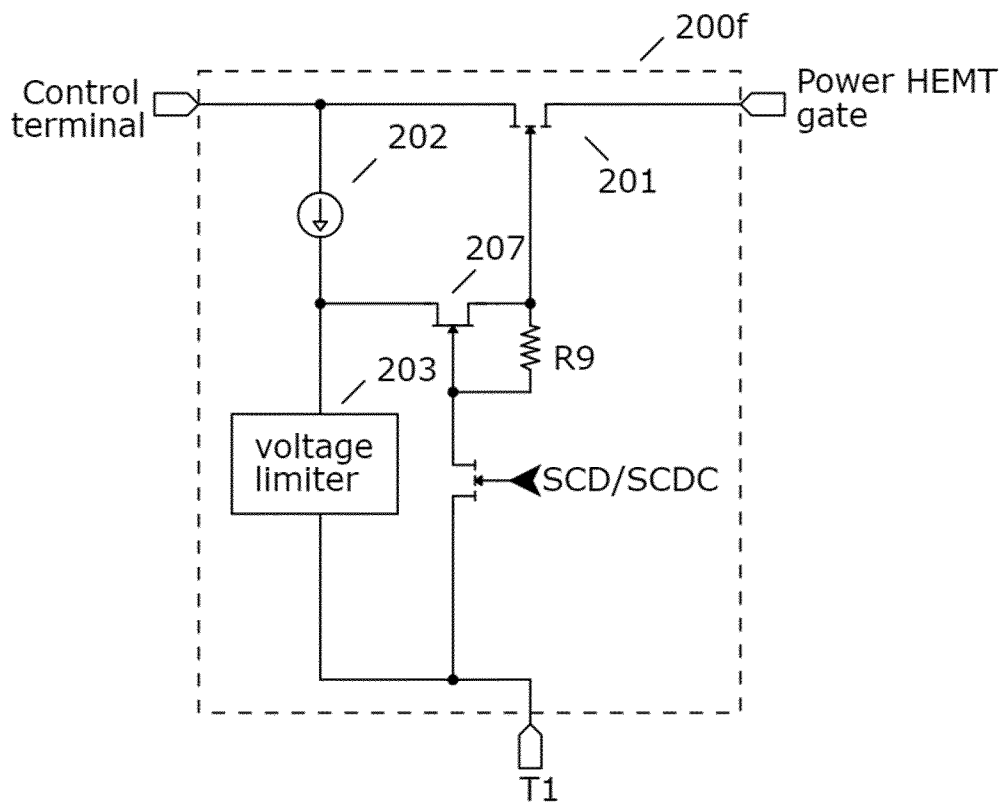 200f
Control
terminal
Power HEMT
gate
202
201
207
R9
203
voltage
limiter
SCD/SCDC
T1